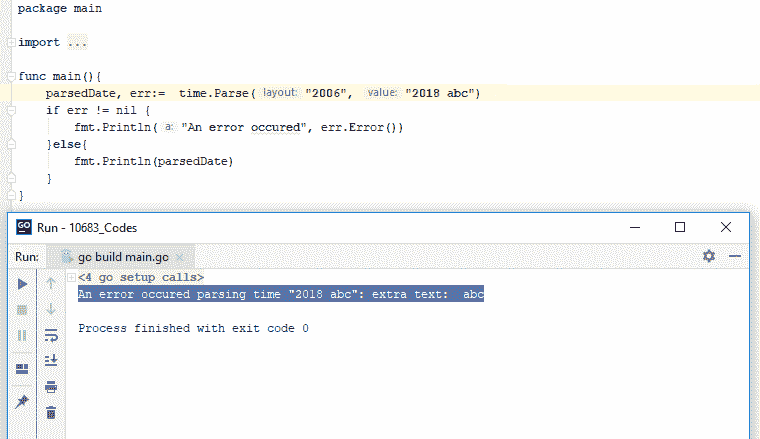 package main
import ...
func main(){
parsedDate, err:= time.Parse( layout: "2006", value: "2018 abc")
if err != nil {
fmt.Println( a: "An error occured", err.Error())
}else{
fmt.Println(parsedDate)
}
}
GO Run - 10683_Codes
Run: go build main.go ×
<4 go setup calls>
An error occured parsing time "2018 abc": extra text:  abc
Process finished with exit code 0